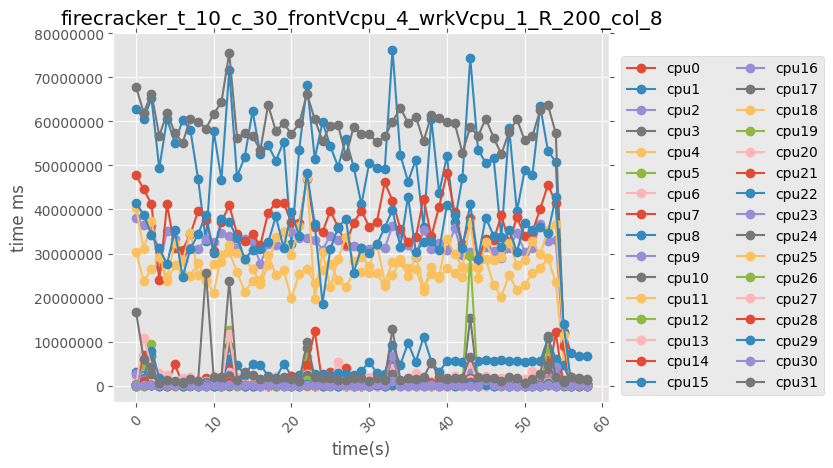 firecracker_t_10_c_30_frontVcpu_4_wrkVcpu_1_R_200_col_8
80000000
70000000
60000000
50000000
40000000
30000000
20000000
10000000
0
time ms
0
10
20
30
40
50
60
time(s)
cpu0
cpu1
cpu2
cpu3
cpu4
cpu5
cpu6
cpu7
cpu8
cpu9
cpu10
cpu11
cpu12
cpu13
cpu14
cpu15
cpu16
cpu17
cpu18
cpu19
cpu20
cpu21
cpu22
cpu23
cpu24
cpu25
cpu26
cpu27
cpu28
cpu29
cpu30
cpu31